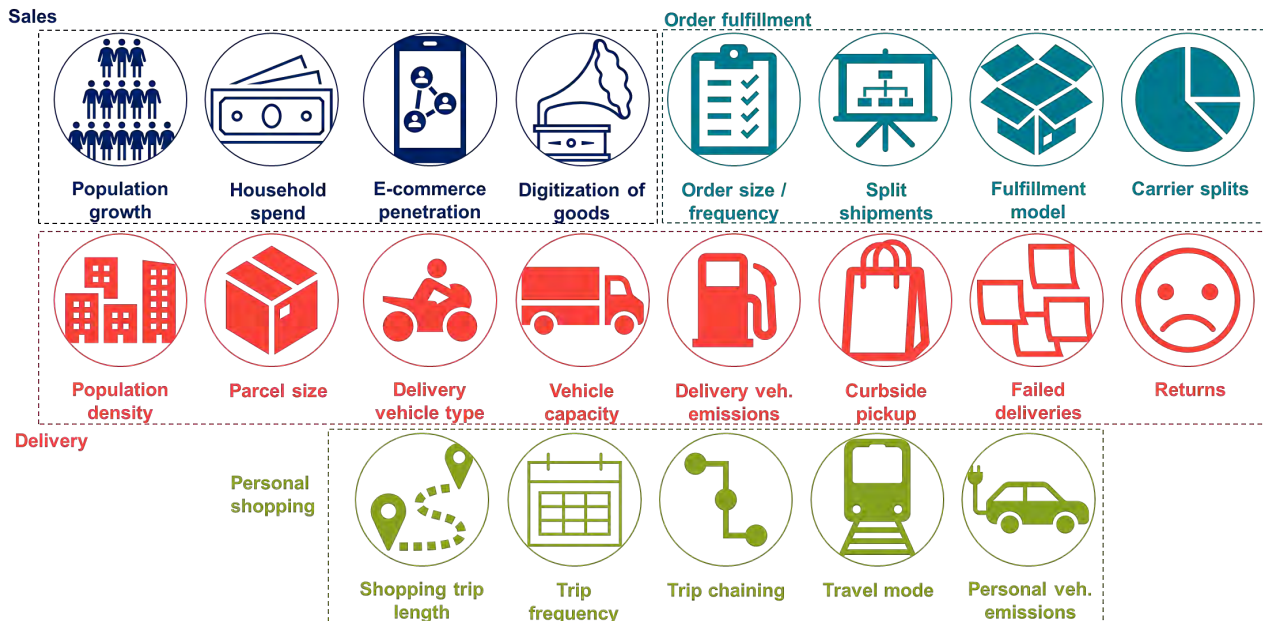 Sales
Order fulfillment
Population
growth
Household
spend
E-commerce
penetration
Digitization of
goods
Order size /
frequency
Split
shipments
Fulfillment
model
Carrier splits
Population
density
Parcel size
Delivery
vehicle type
Vehicle
capacity
Delivery veh.
emissions
Curbside
pickup
Failed
deliveries
Returns
Delivery
Personal
shopping
Shopping trip
length
Trip
frequency
Trip chaining
Travel mode
Personal veh.
emissions